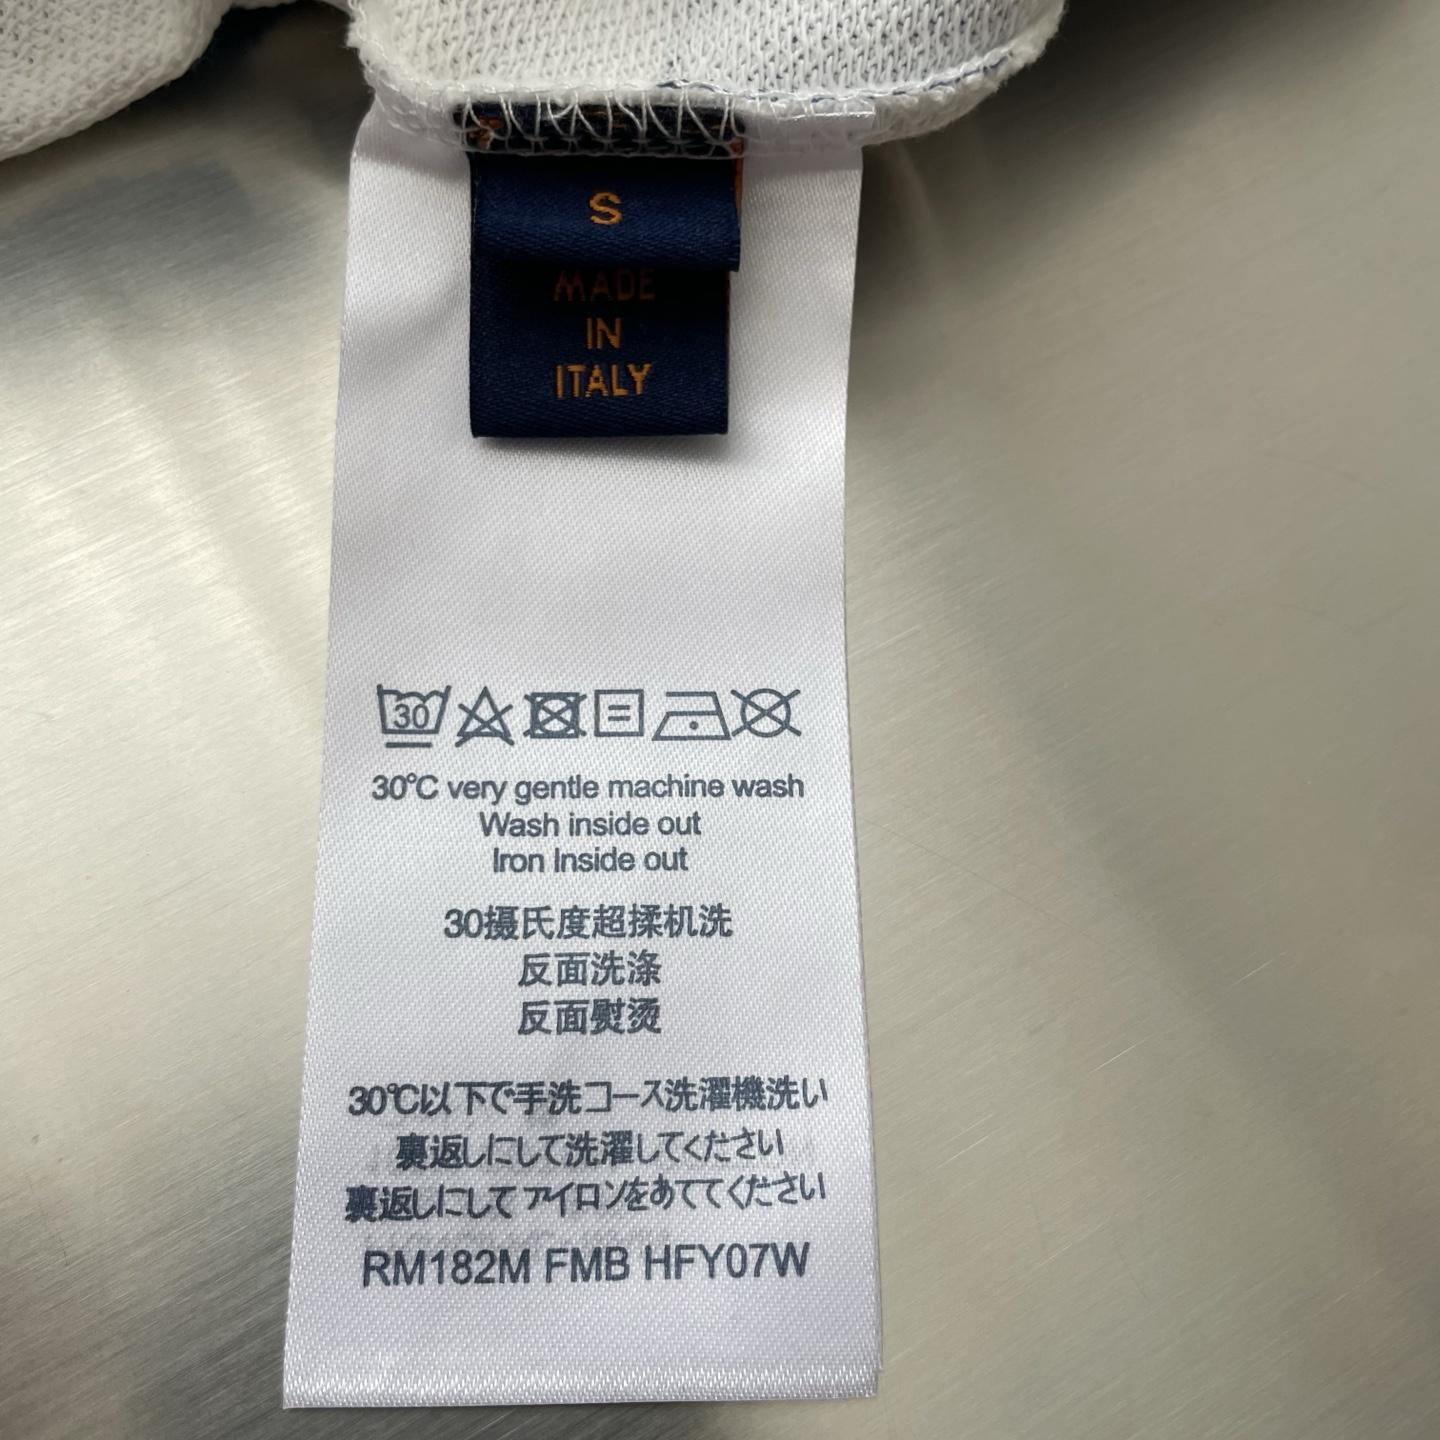 S
MADE
IN
ITALY
30
30°C very gentle machine wash
Wash inside out
Iron Inside out
30摄氏度超揉机洗
反面洗涤
反面熨烫
30℃以下で手洗コース洗濯機洗い
裏返しにして洗濯してください
裏返しにしてアイロンをあててください
RM182M FMB HFY07W